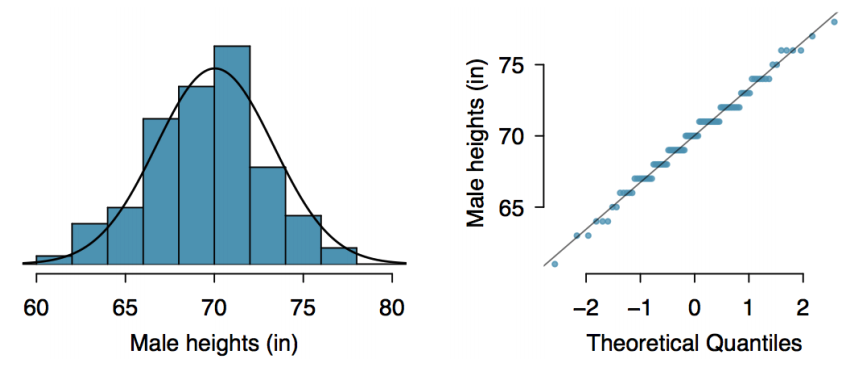 60 65 70 75 80
Male heights (in)
Male heights (in)
75
70
65
−2 −1 0 1 2
Theoretical Quantiles